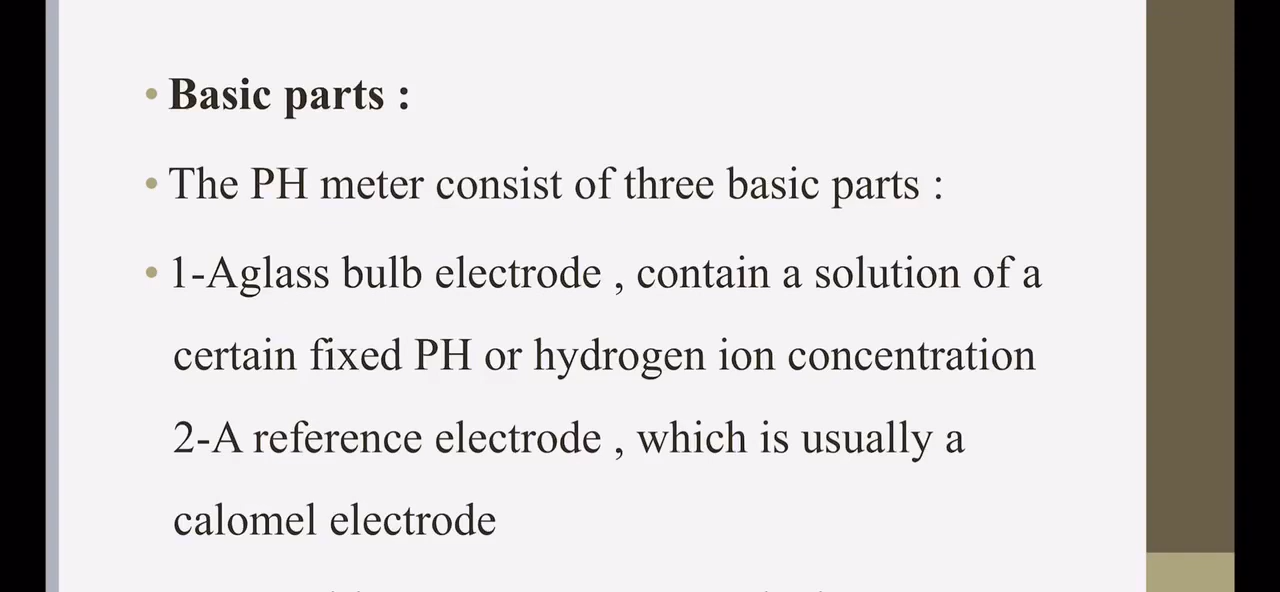 • Basic parts :
• The PH meter consist of three basic parts :
• 1-Aglass bulb electrode , contain a solution of a
certain fixed PH or hydrogen ion concentration
2-A reference electrode , which is usually a
calomel electrode